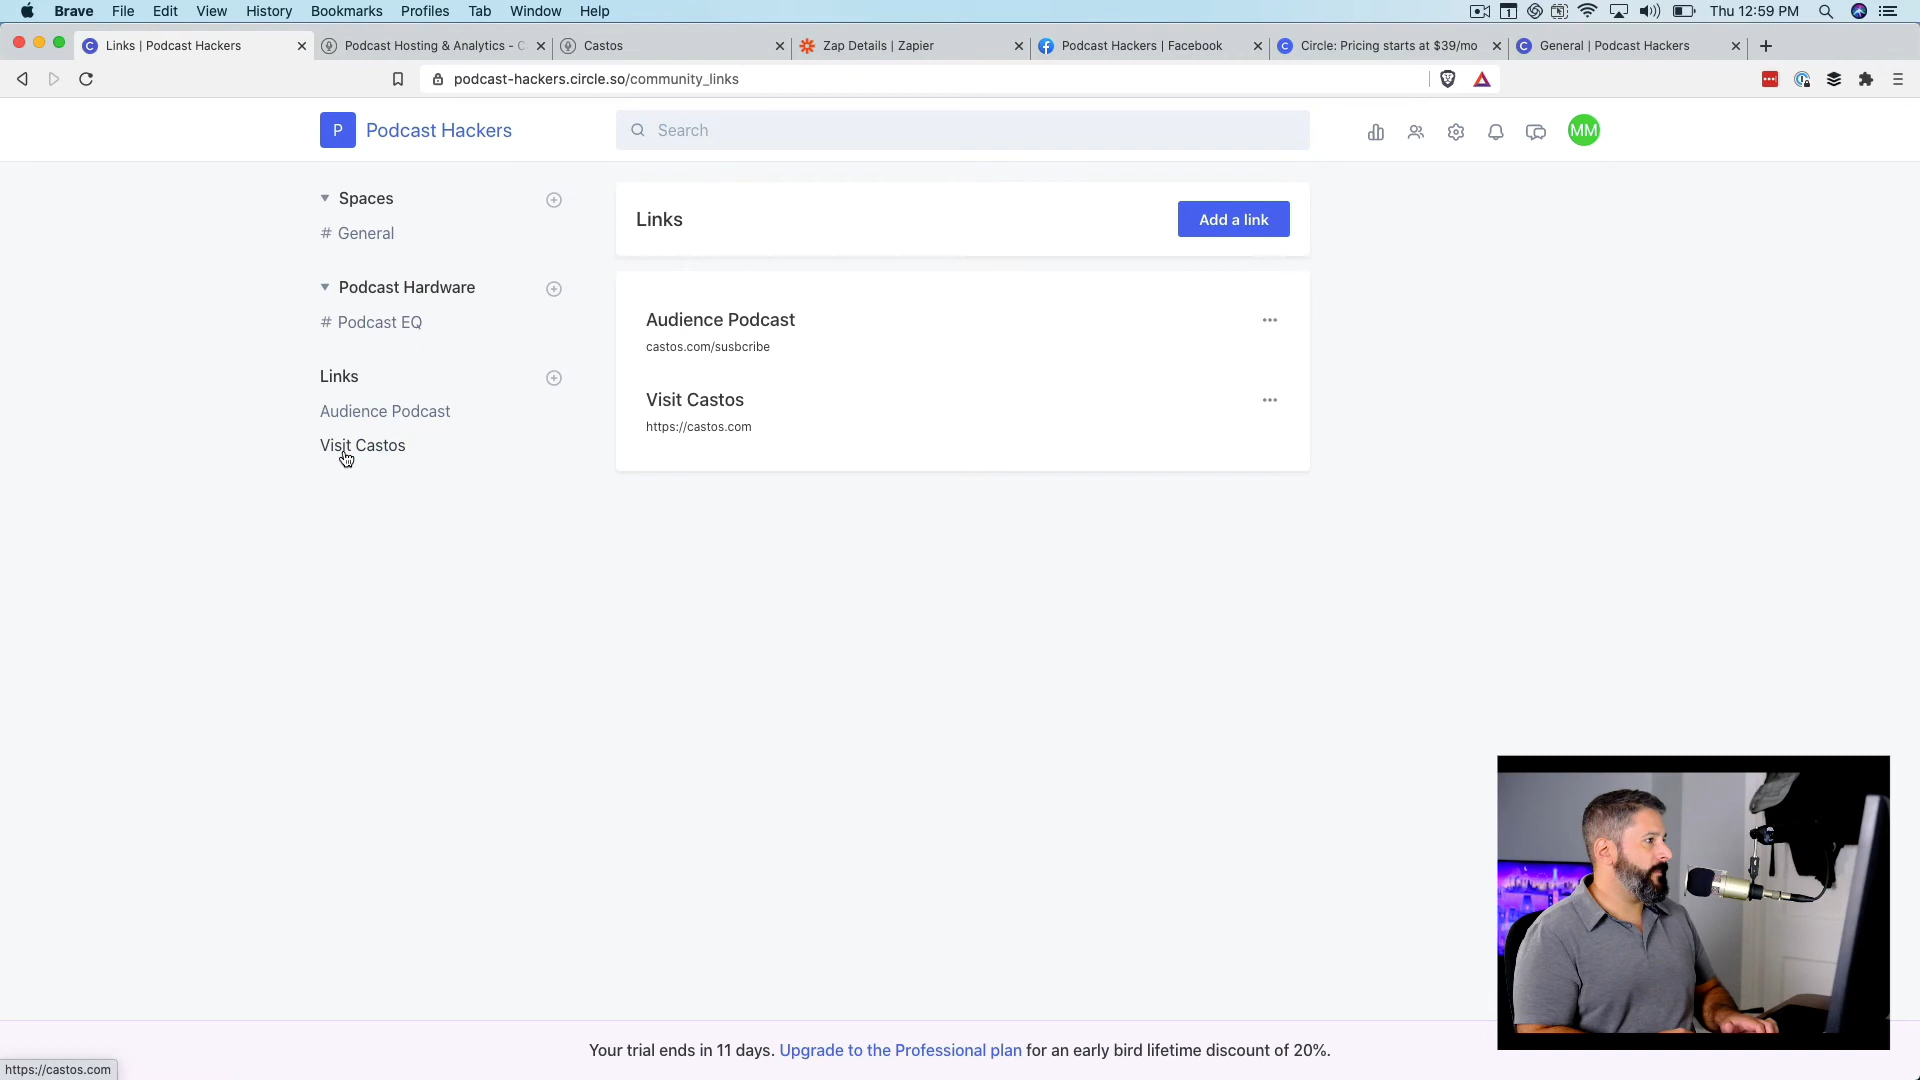 Brave File Edit View History Bookmarks Profiles Tab Window Help
1
Thu 12:59 PM
Links | Podcast Hackers
Podcast Hosting & Analytics - C
Castos
Zap Details | Zapier
Podcast Hackers | Facebook
Circle: Pricing starts at $39/mo
General | Podcast Hackers
podcast-hackers.circle.so/community_links
P Podcast Hackers
Search
MM
Spaces
# General
Podcast Hardware
# Podcast EQ
Links
Audience Podcast
Visit Castos
Links
Add a link
Audience Podcast
castos.com/susbcribe
Visit Castos
https://castos.com
Your trial ends in 11 days. Upgrade to the Professional plan for an early bird lifetime discount of 20%.
https://castos.com